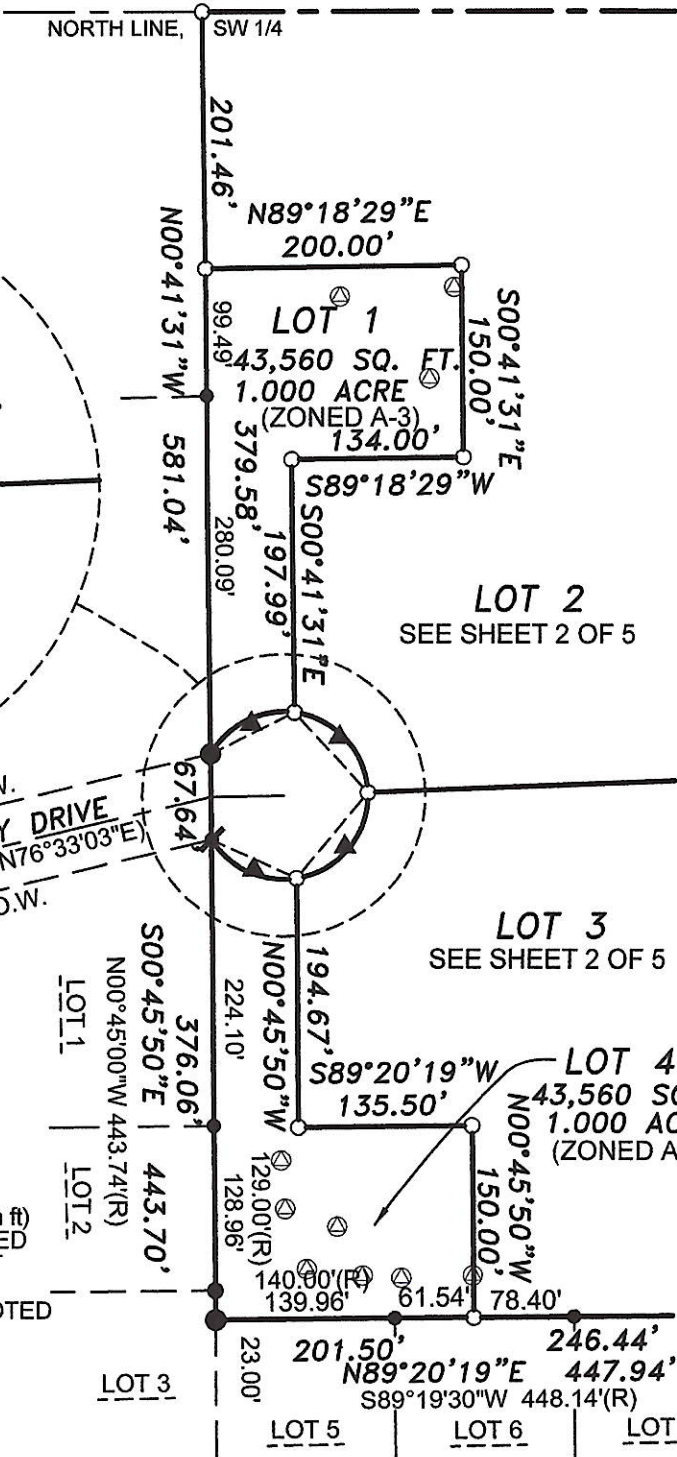 NORTH LINE, SW 1/4
201.46'
N89°18'29"E
200.00'
N00°41'31"W
581.04'
99.49'
LOT 1
43,560 SQ. FT.
1.000 ACRE
(ZONED A-3)
S00°41'31"E
150.00'
134.00'
S89°18'29"W
379.58'
280.09'
S00°41'31"E
197.99'
LOT 2
SEE SHEET 2 OF 5
67.64'
Y DRIVE
N76°33'03"E)
O.W.
LOT 3
SEE SHEET 2 OF 5
S00°45'50"E
376.06'
224.10'
N00°45'50"W
194.67'
N00°45'00"W 443.74'(R)
443.70'
LOT 1
LOT 2
S89°20'19"W
135.50'
LOT 4
43,560 SQ
1.000 AC
(ZONED A
N00°45'50"W
150.00'
129.00'(R)
128.96'
ft)
ED
OTED
140.00'(R)
139.96'
61.54'
78.40'
23.00'
201.50'
246.44'
N89°20'19"E 447.94'
S89°19'30"W 448.14'(R)
LOT 3
LOT 5
LOT 6
LOT